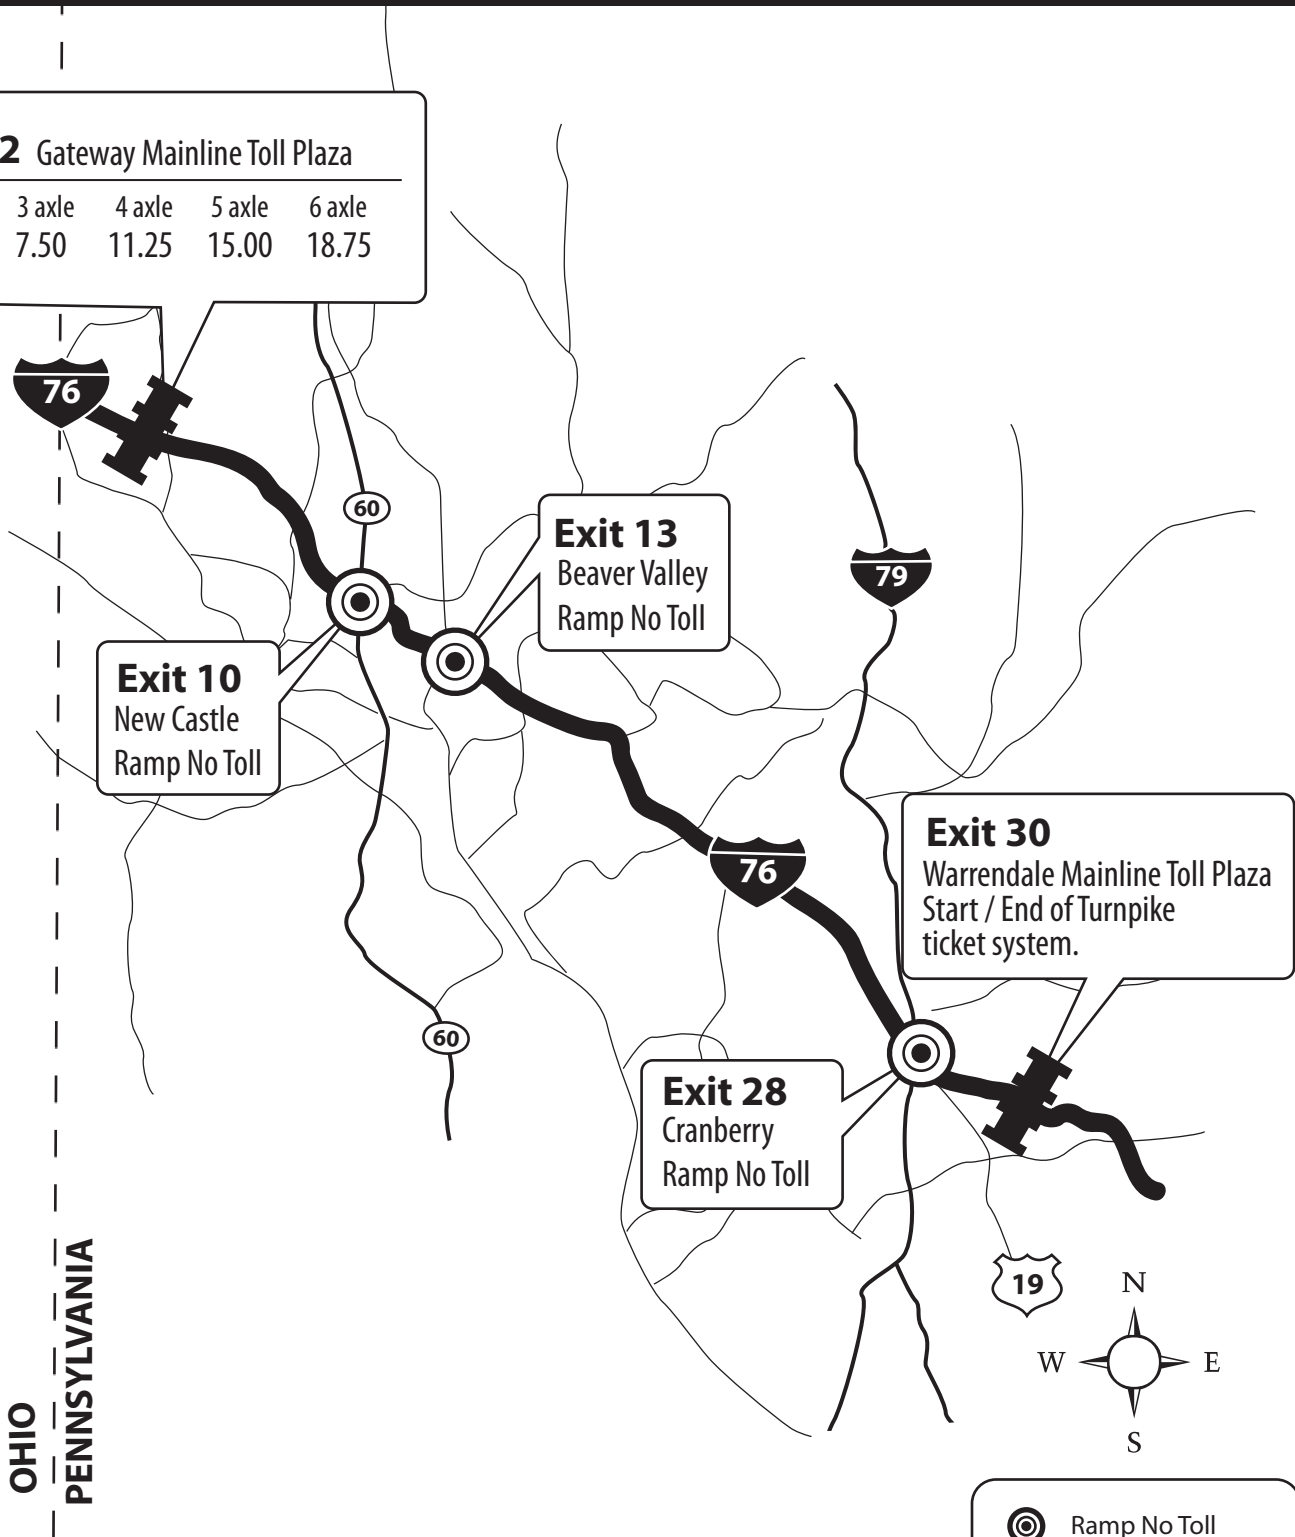 2 Gateway Mainline Toll Plaza
3 axle 4 axle 5 axle 6 axle
7.50 11.25 15.00 18.75
76
60
Exit 13
Beaver Valley
Ramp No Toll
79
Exit 10
New Castle
Ramp No Toll
76
Exit 30
Warrendale Mainline Toll Plaza
Start / End of Turnpike
ticket system.
60
Exit 28
Cranberry
Ramp No Toll
19
N
W E
S
OHIO
PENNSYLVANIA
Ramp No Toll